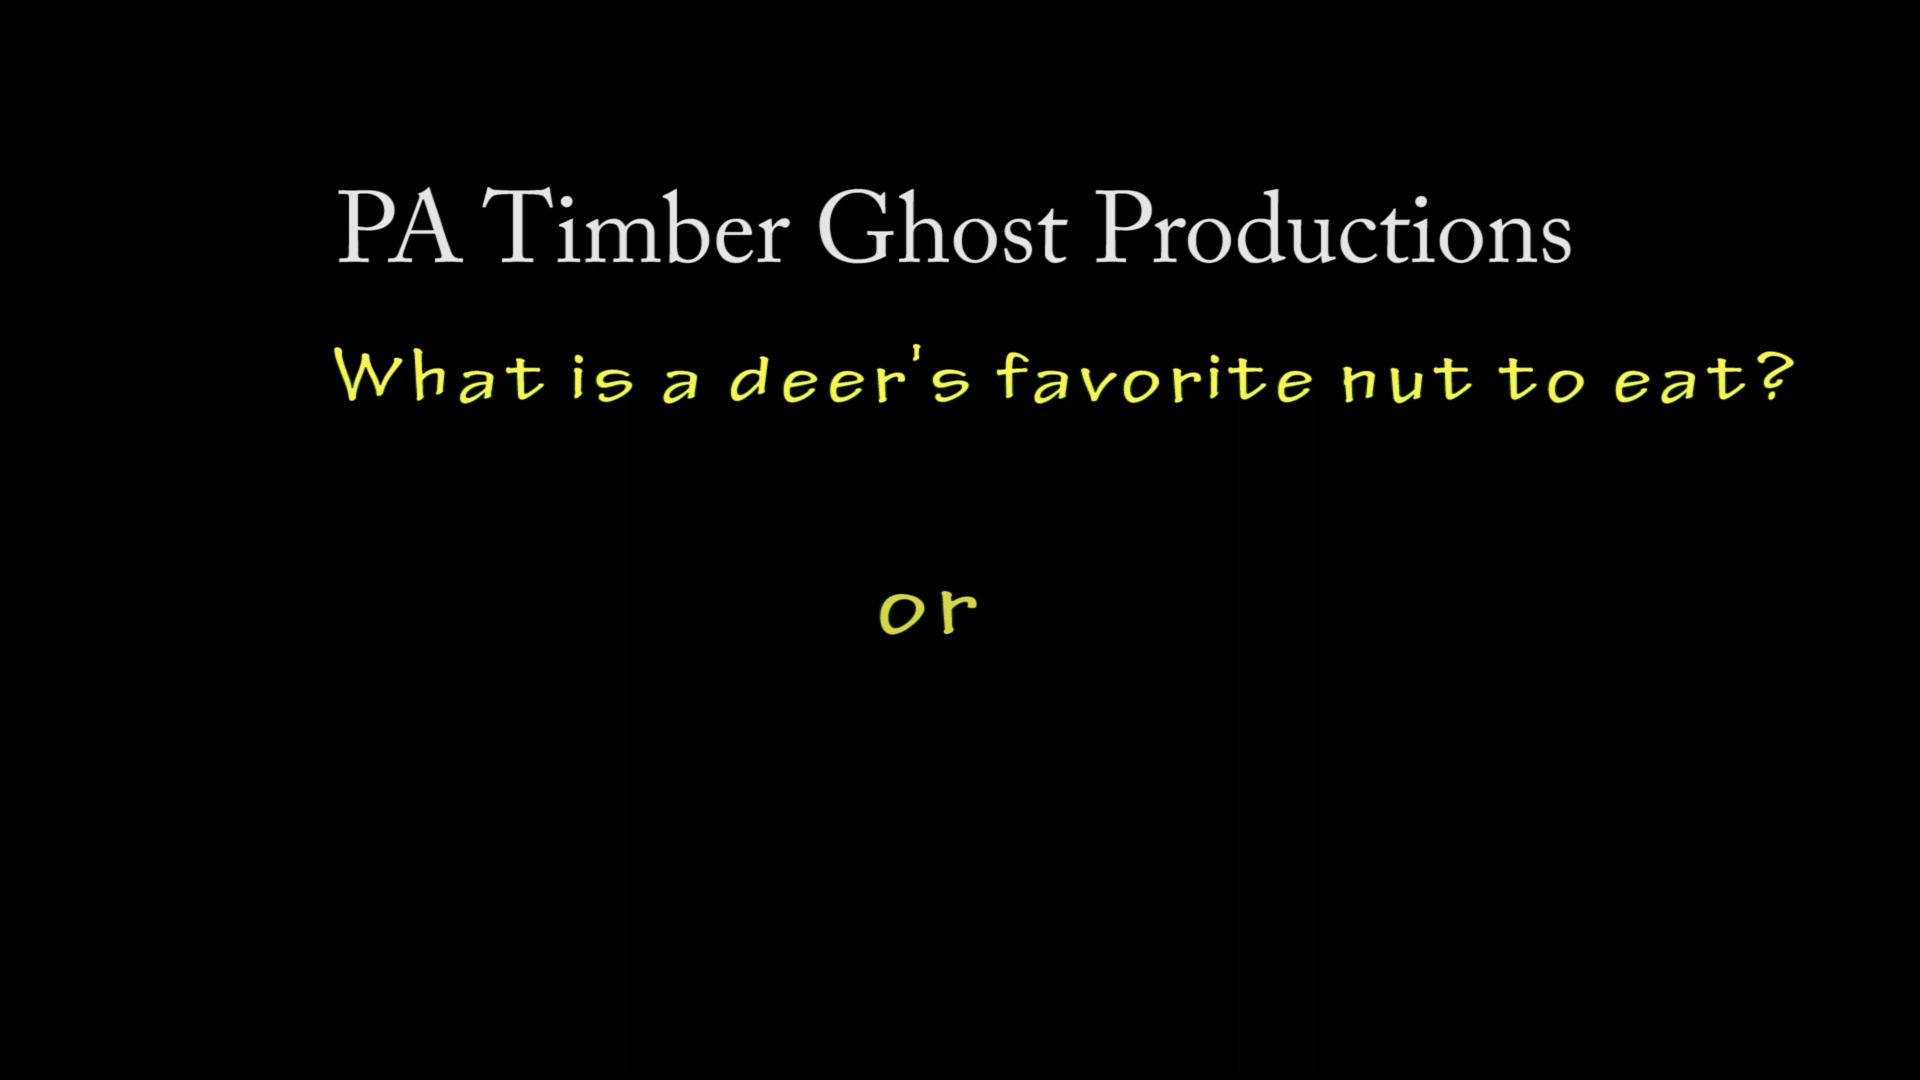 PA Timber Ghost Productions
What is a deer's favorite nut to eat?
or